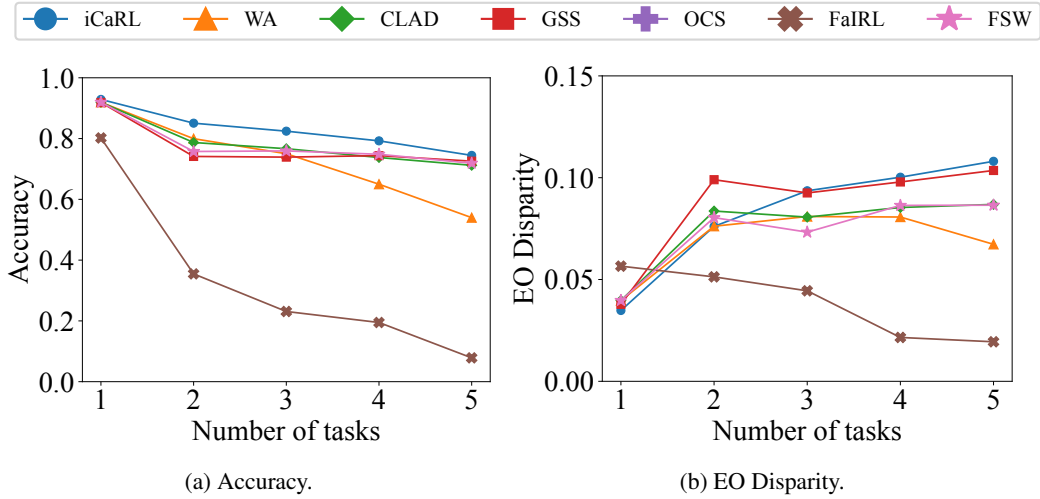 iCaRL WA CLAD GSS OCS FaIRL FSW
1.0
0.8
0.6
0.4
0.2
0.0
Accuracy
1 2 3 4 5
Number of tasks
(a) Accuracy.
0.15
0.10
0.05
0.00
EO Disparity
1 2 3 4 5
Number of tasks
(b) EO Disparity.